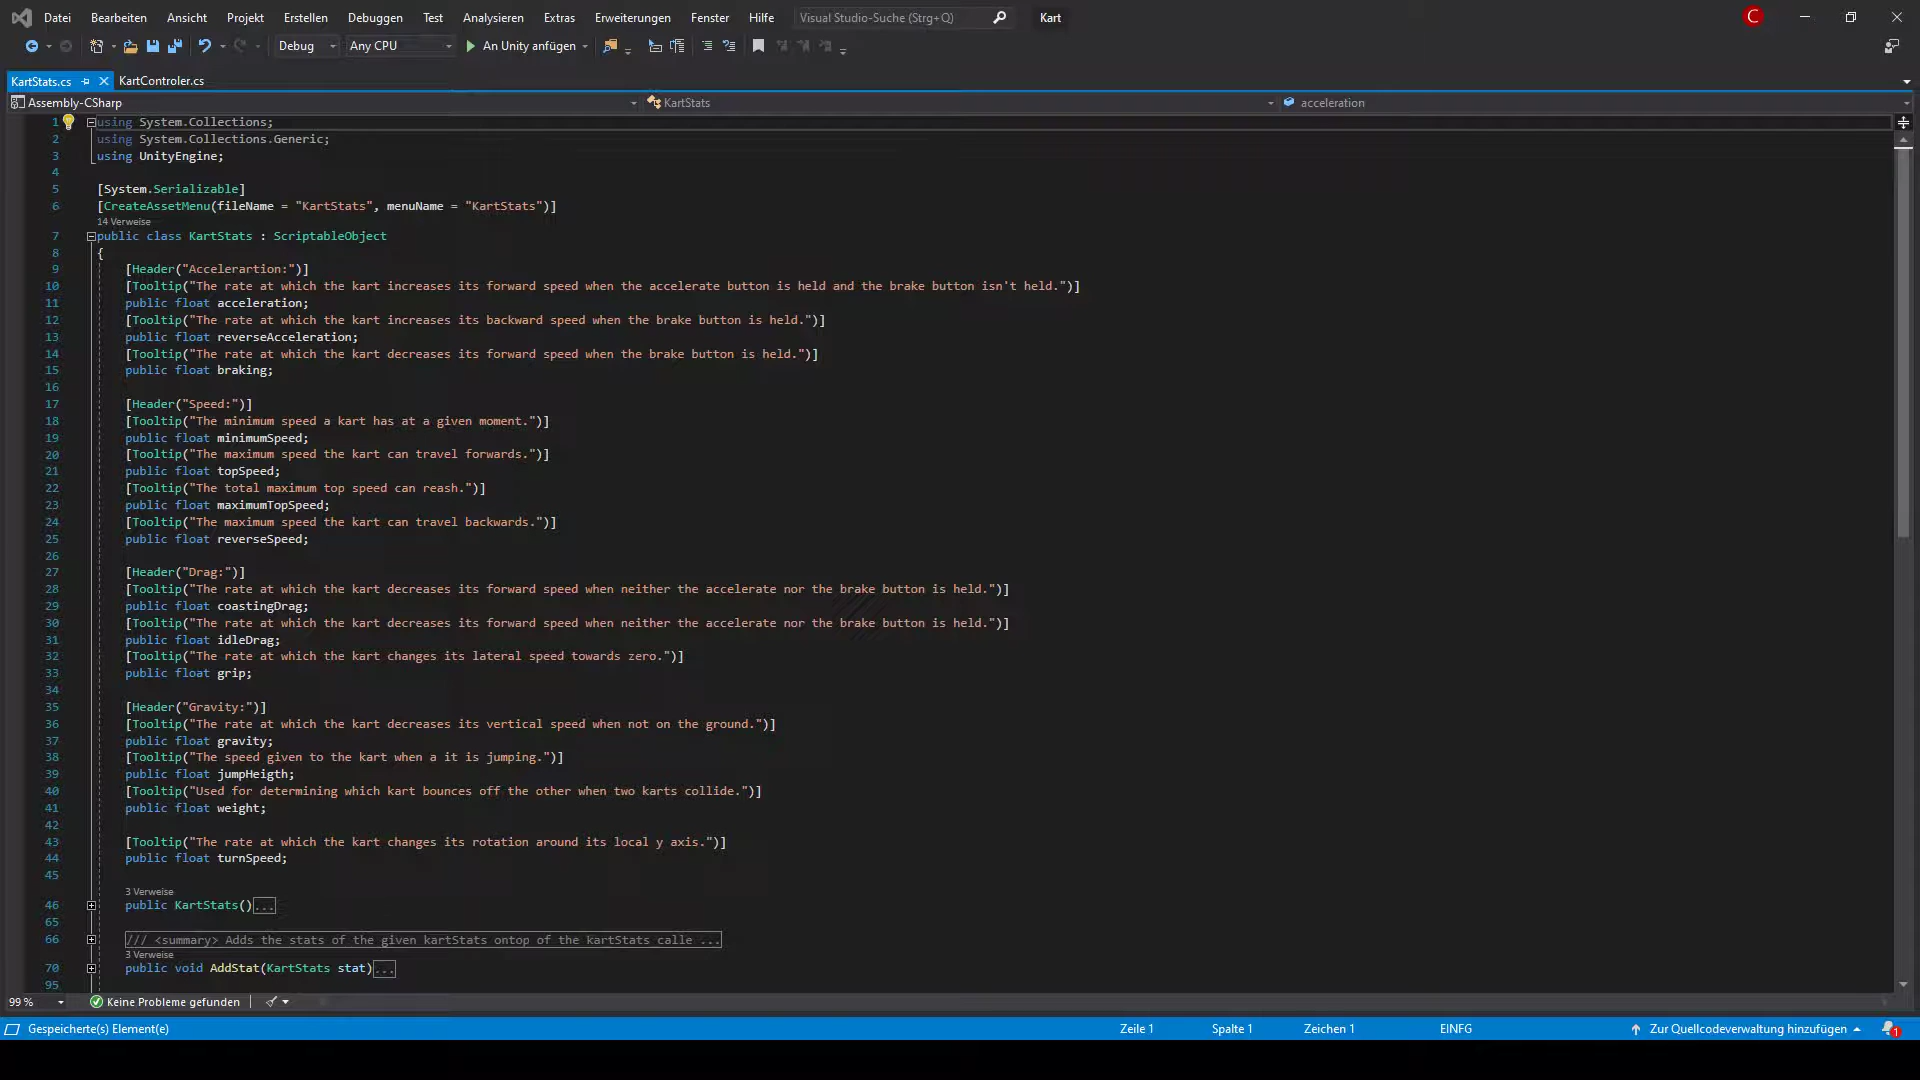 Datei Bearbeiten Ansicht Projekt Erstellen Debuggen Test Analysieren Extras Erweiterungen Fenster Hilfe Visual Studio-Suche (Strg+Q) Kart C
Debug Any CPU An Unity anfügen
KartStats.cs KartControler.cs
Assembly-CSharp KartStats acceleration
1 using System.Collections;
2 using System.Collections.Generic;
3 using UnityEngine;
4
5 [System.Serializable]
6 [CreateAssetMenu(fileName = "KartStats", menuName = "KartStats")]
14 Verweise
7 public class KartStats : ScriptableObject
8 {
9 [Header("Accelerartion:")]
10 [Tooltip("The rate at which the kart increases its forward speed when the accelerate button is held and the brake button isn't held.")]
11 public float acceleration;
12 [Tooltip("The rate at which the kart increases its backward speed when the brake button is held.")]
13 public float reverseAcceleration;
14 [Tooltip("The rate at which the kart decreases its forward speed when the brake button is held.")]
15 public float braking;
16
17 [Header("Speed:")]
18 [Tooltip("The minimum speed a kart has at a given moment.")]
19 public float minimumSpeed;
20 [Tooltip("The maximum speed the kart can travel forwards.")]
21 public float topSpeed;
22 [Tooltip("The total maximum top speed can reash.")]
23 public float maximumTopSpeed;
24 [Tooltip("The maximum speed the kart can travel backwards.")]
25 public float reverseSpeed;
26
27 [Header("Drag:")]
28 [Tooltip("The rate at which the kart decreases its forward speed when neither the accelerate nor the brake button is held.")]
29 public float coastingDrag;
30 [Tooltip("The rate at which the kart decreases its forward speed when neither the accelerate nor the brake button is held.")]
31 public float idleDrag;
32 [Tooltip("The rate at which the kart changes its lateral speed towards zero.")]
33 public float grip;
34
35 [Header("Gravity:")]
36 [Tooltip("The rate at which the kart decreases its vertical speed when not on the ground.")]
37 public float gravity;
38 [Tooltip("The speed given to the kart when a it is jumping.")]
39 public float jumpHeigth;
40 [Tooltip("Used for determining which kart bounces off the other when two karts collide.")]
41 public float weight;
42
43 [Tooltip("The rate at which the kart changes its rotation around its local y axis.")]
44 public float turnSpeed;
45
3 Verweise
46 public KartStats()...
65
66 /// <summary> Adds the stats of the given kartStats ontop of the kartStats calle ...
3 Verweise
70 public void AddStat(KartStats stat)...
95
99 % Keine Probleme gefunden
Gespeicherte(s) Element(e) Zeile 1 Spalte 1 Zeichen 1 EINFG Zur Quellcodeverwaltung hinzufügen 1